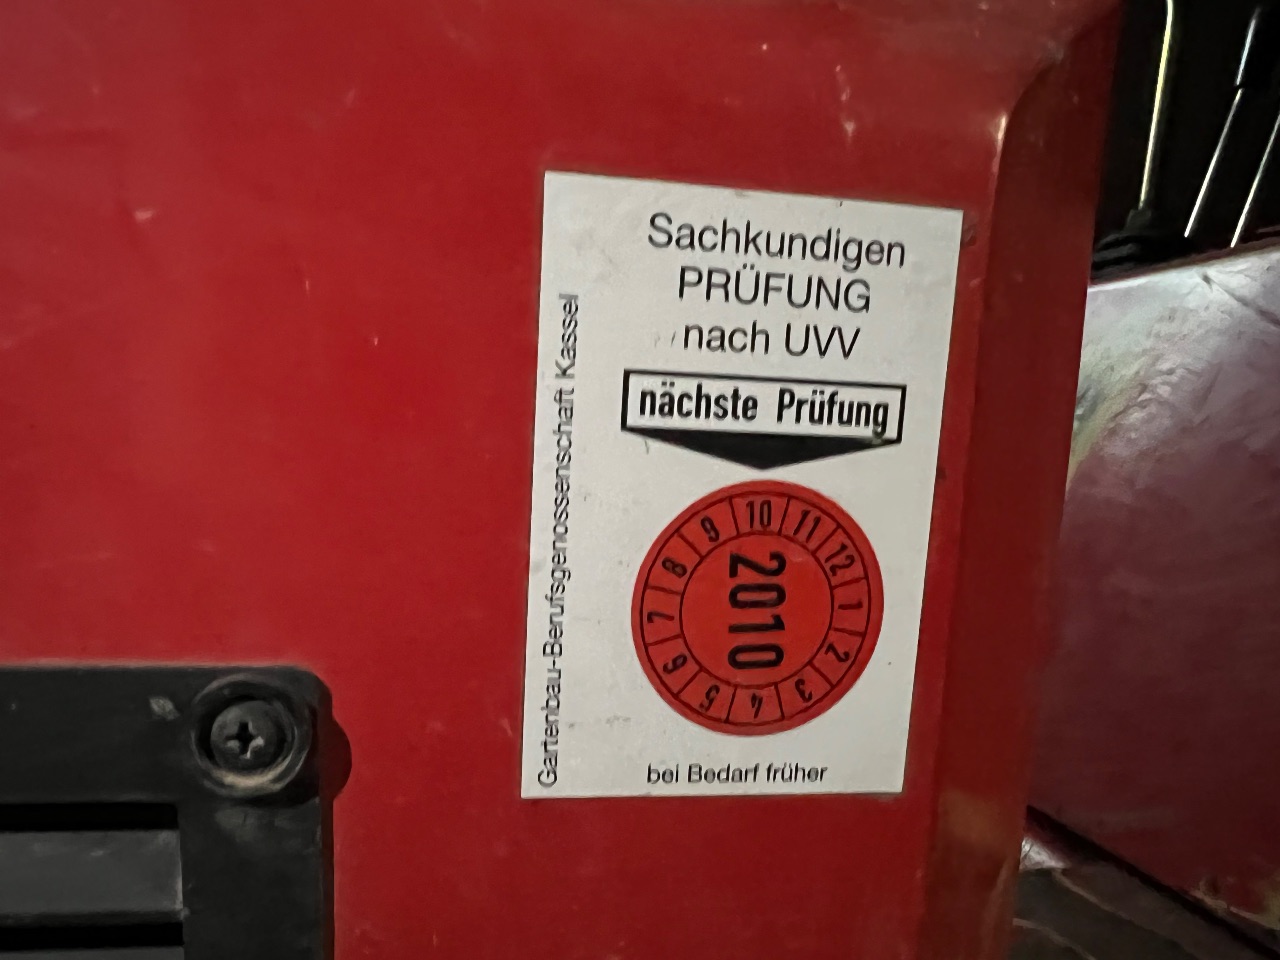 Sachkundigen
PRÜFUNG
nach UVV
nächste Prüfung
10
11
12
1
2
3
4
5
6
7
8
9
2010
bei Bedarf früher
Gartenbau-Berufsgenossenschaft Kassel